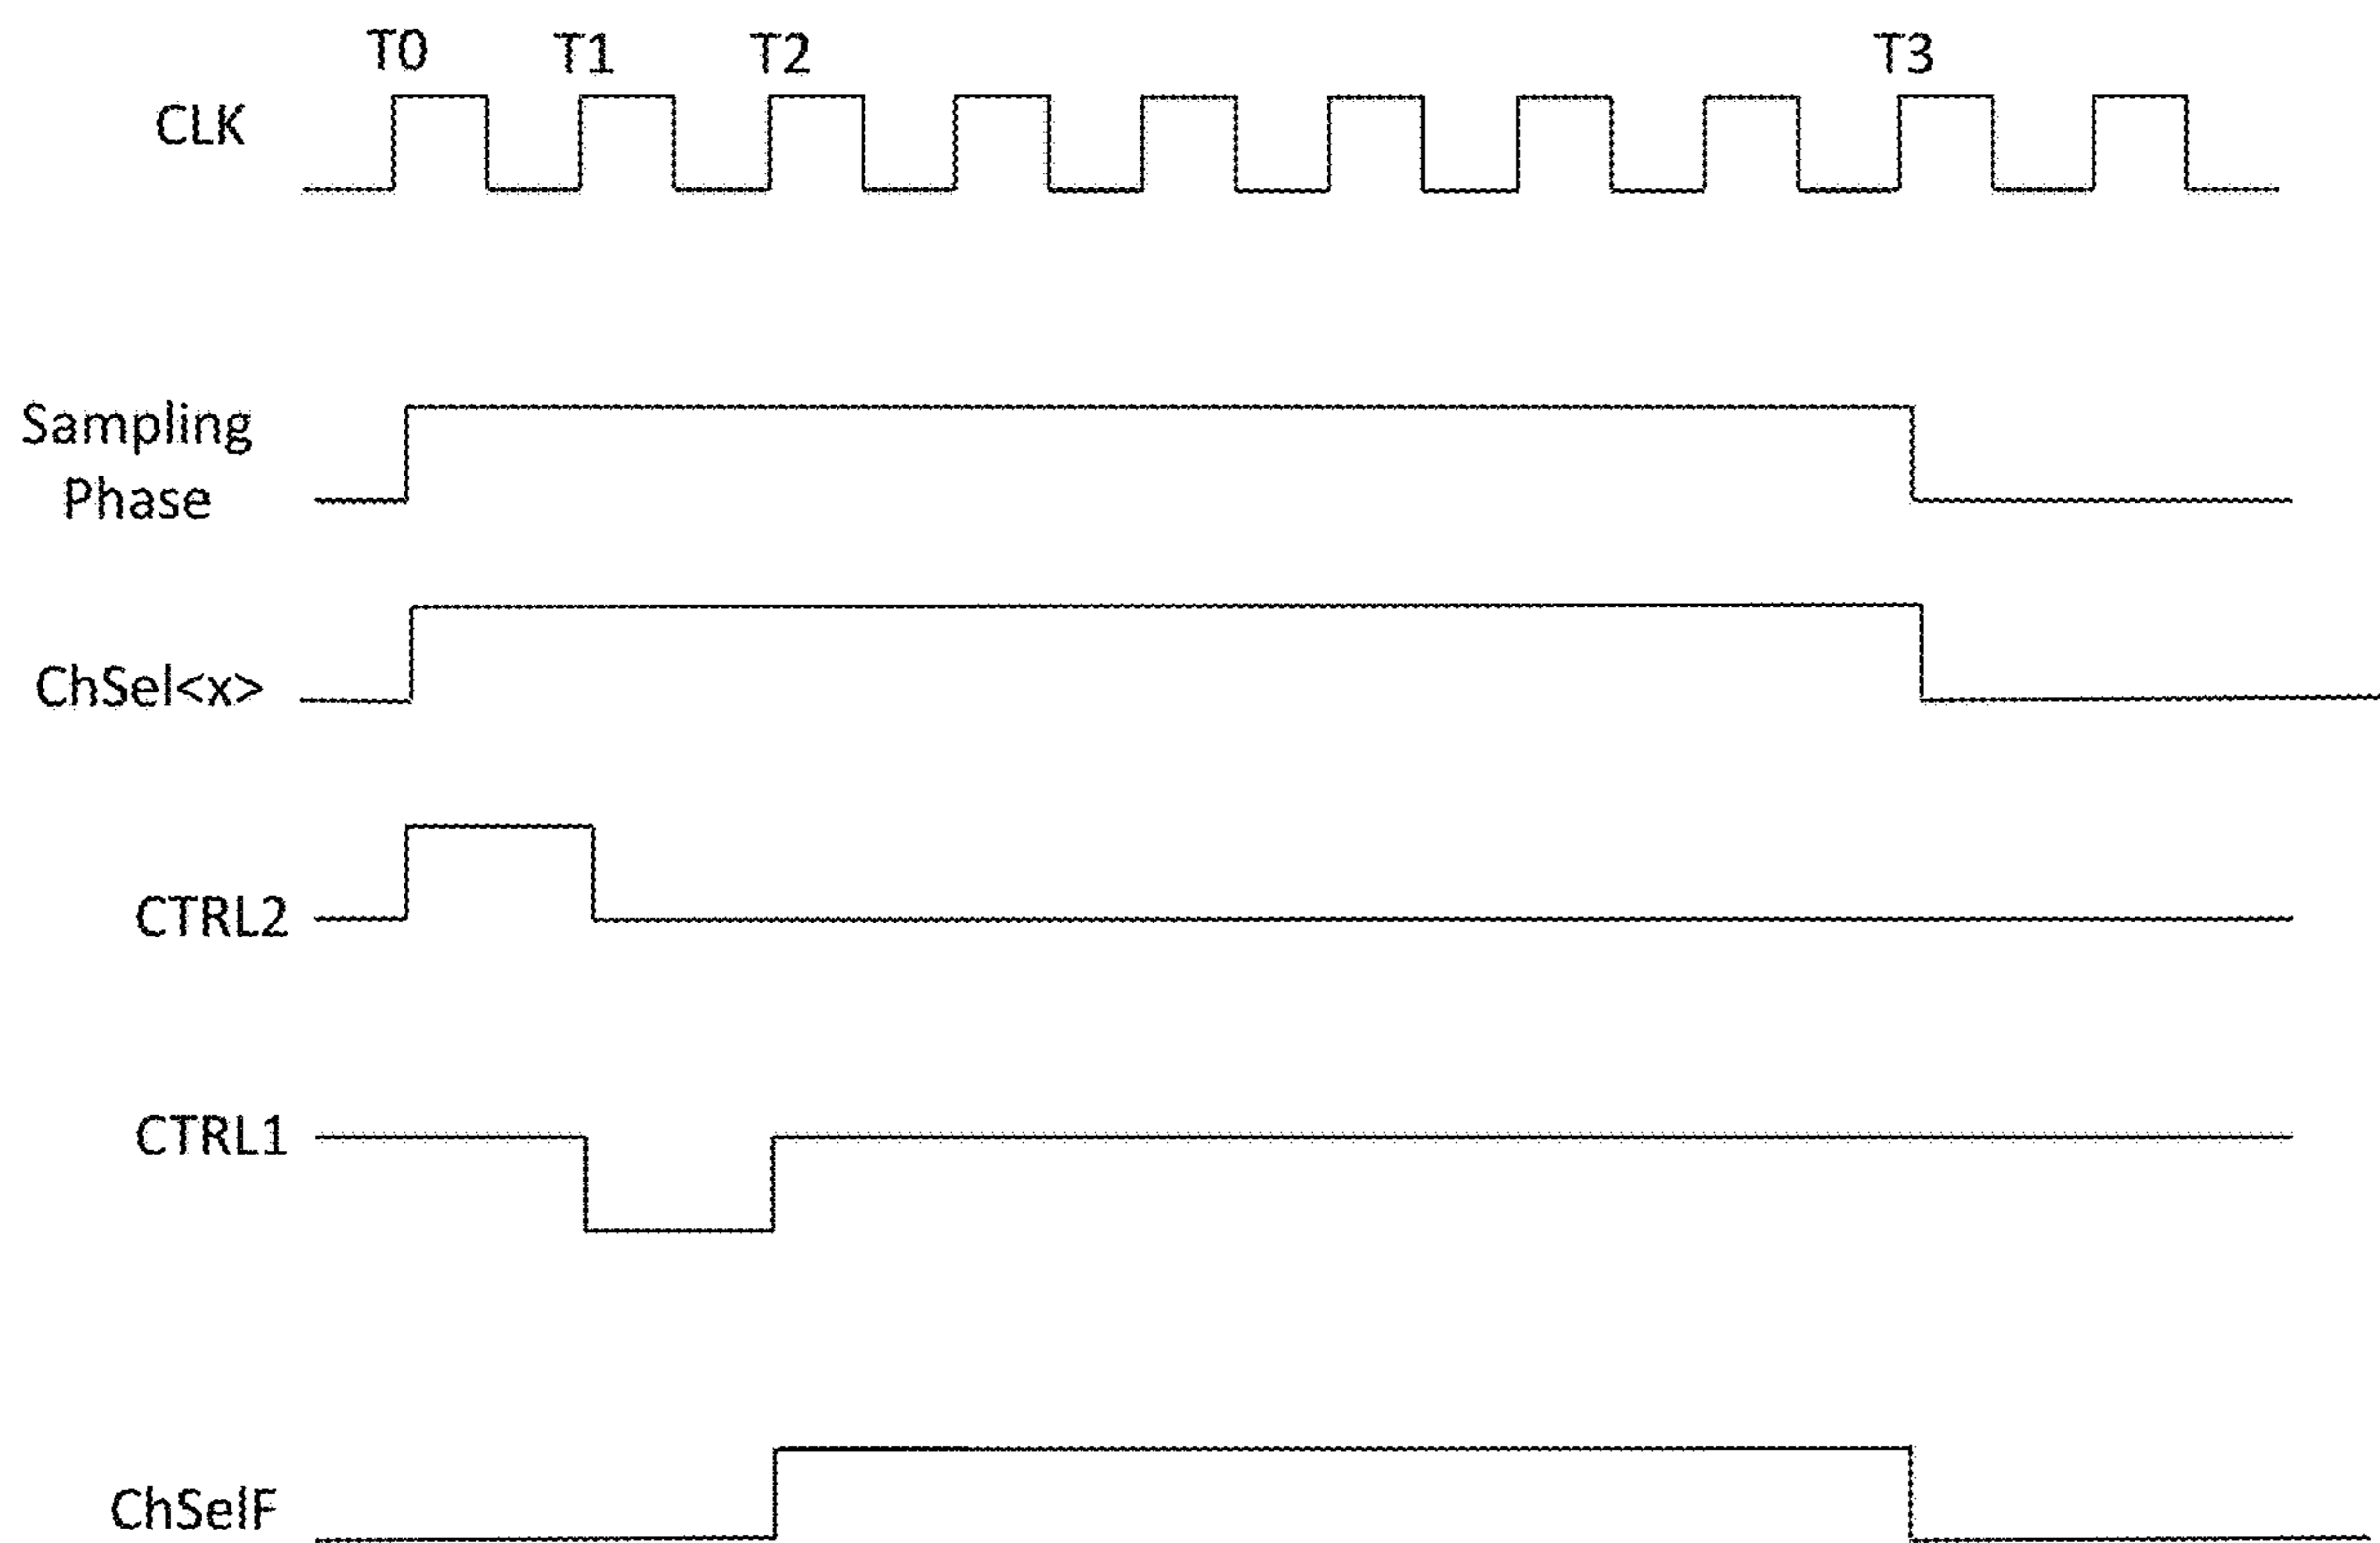 T0 T1 T2 T3
CLK
Sampling
Phase
ChSel<x>
CTRL2
CTRL1
ChSelF